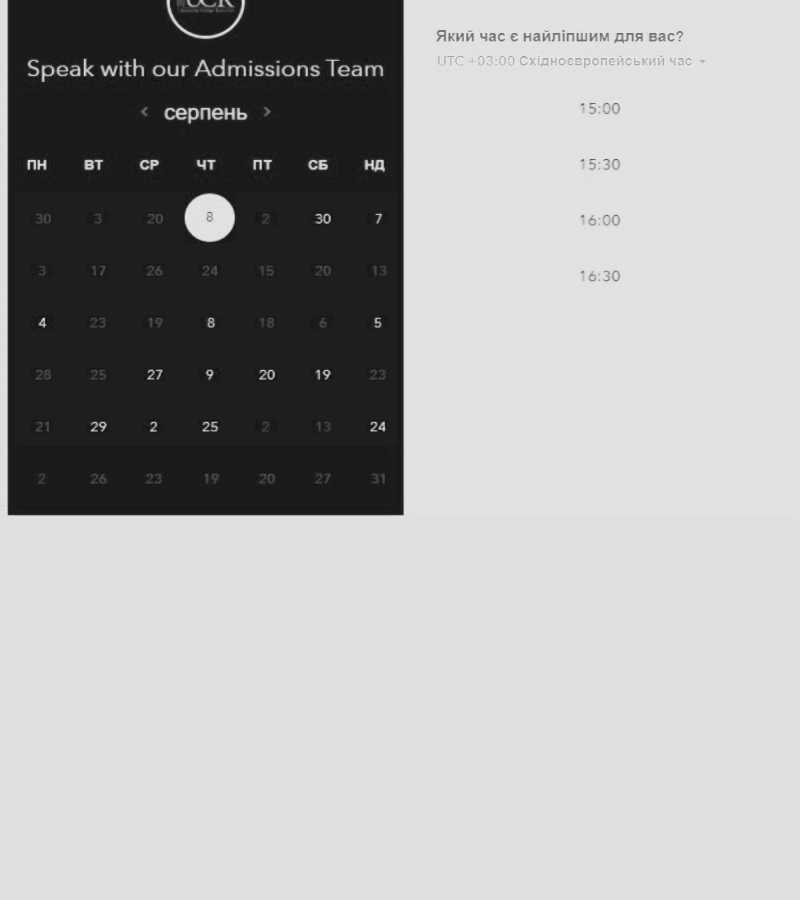 UCR
Speak with our Admissions Team
серпень
ПН ВТ СР ЧТ ПТ СБ НД
30 3 20 8 2 30 7
3 17 26 24 15 20 13
4 23 19 8 18 6 5
28 25 27 9 20 19 23
21 29 2 25 2 13 24
2 26 23 19 20 27 31
Який час є найліпшим для вас?
UTC +03:00 Східноєвропейський час
15:00
15:30
16:00
16:30